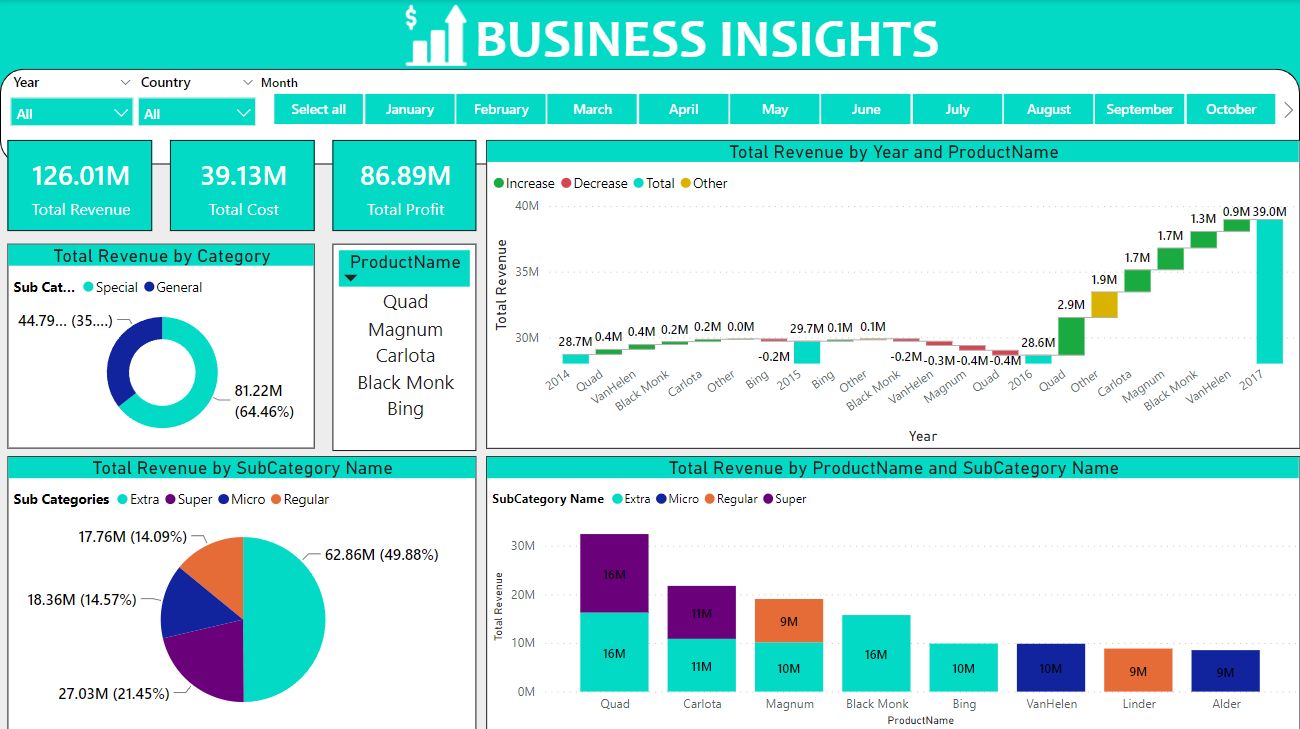 $ BUSINESS INSIGHTS
Year Country Month
All All Select all January February March April May June July August September October
126.01M
Total Revenue
39.13M
Total Cost
86.89M
Total Profit
Total Revenue by Category
Sub Cat... Special General
44.79... (35....)
81.22M
(64.46%)
ProductName
Quad
Magnum
Carlota
Black Monk
Bing
Total Revenue by Year and ProductName
Increase Decrease Total Other
Total Revenue
40M
35M
30M
28.7M 0.4M 0.4M 0.2M 0.2M 0.0M -0.2M 29.7M 0.1M 0.1M -0.2M -0.3M -0.4M -0.4M 28.6M 2.9M 1.9M 1.7M 1.7M 1.3M 0.9M 39.0M
2014 Quad VanHelen Black Monk Carlota Other Bing 2015 Bing Other Black Monk VanHelen Magnum Quad 2016 Quad Other Carlota Magnum Black Monk VanHelen 2017
Year
Total Revenue by SubCategory Name
Sub Categories Extra Super Micro Regular
17.76M (14.09%)
62.86M (49.88%)
18.36M (14.57%)
27.03M (21.45%)
Total Revenue by ProductName and SubCategory Name
SubCategory Name Extra Micro Regular Super
Total Revenue
30M
20M
10M
0M
16M
16M
11M
11M
9M
10M
16M
10M
10M
9M
9M
Quad Carlota Magnum Black Monk Bing VanHelen Linder Alder
ProductName